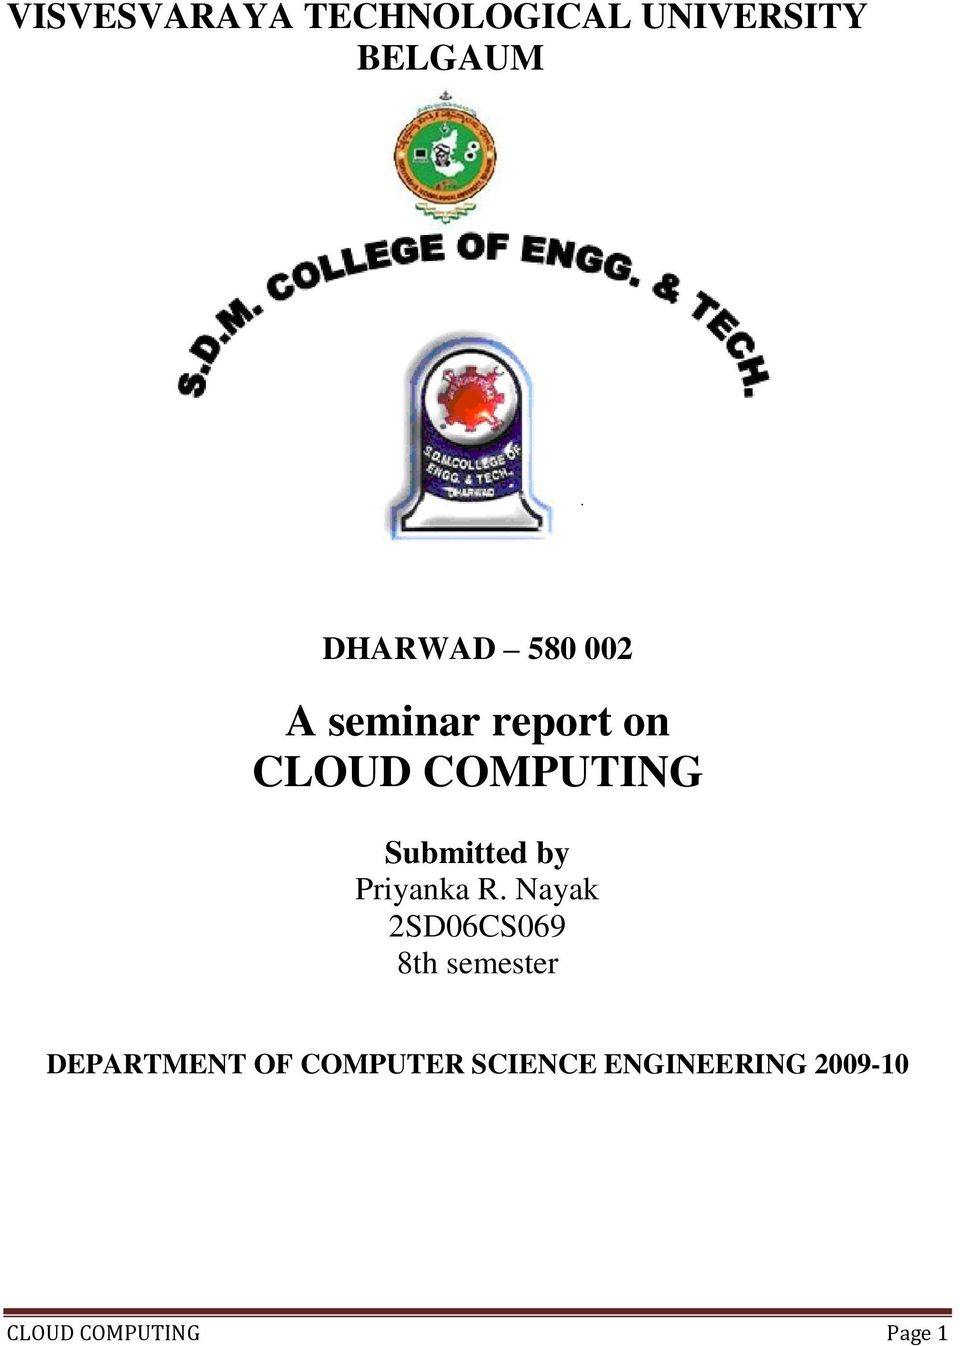 VISVESVARAYA TECHNOLOGICAL UNIVERSITY
BELGAUM
S.D.M. COLLEGE OF ENGG. & TECH.
S.D.M.COLLEGE OF
ENGG. & TECH.,
DHARWAD
DHARWAD – 580 002
A seminar report on
CLOUD COMPUTING
Submitted by
Priyanka R. Nayak
2SD06CS069
8th semester
DEPARTMENT OF COMPUTER SCIENCE ENGINEERING 2009-10
CLOUD COMPUTING Page 1